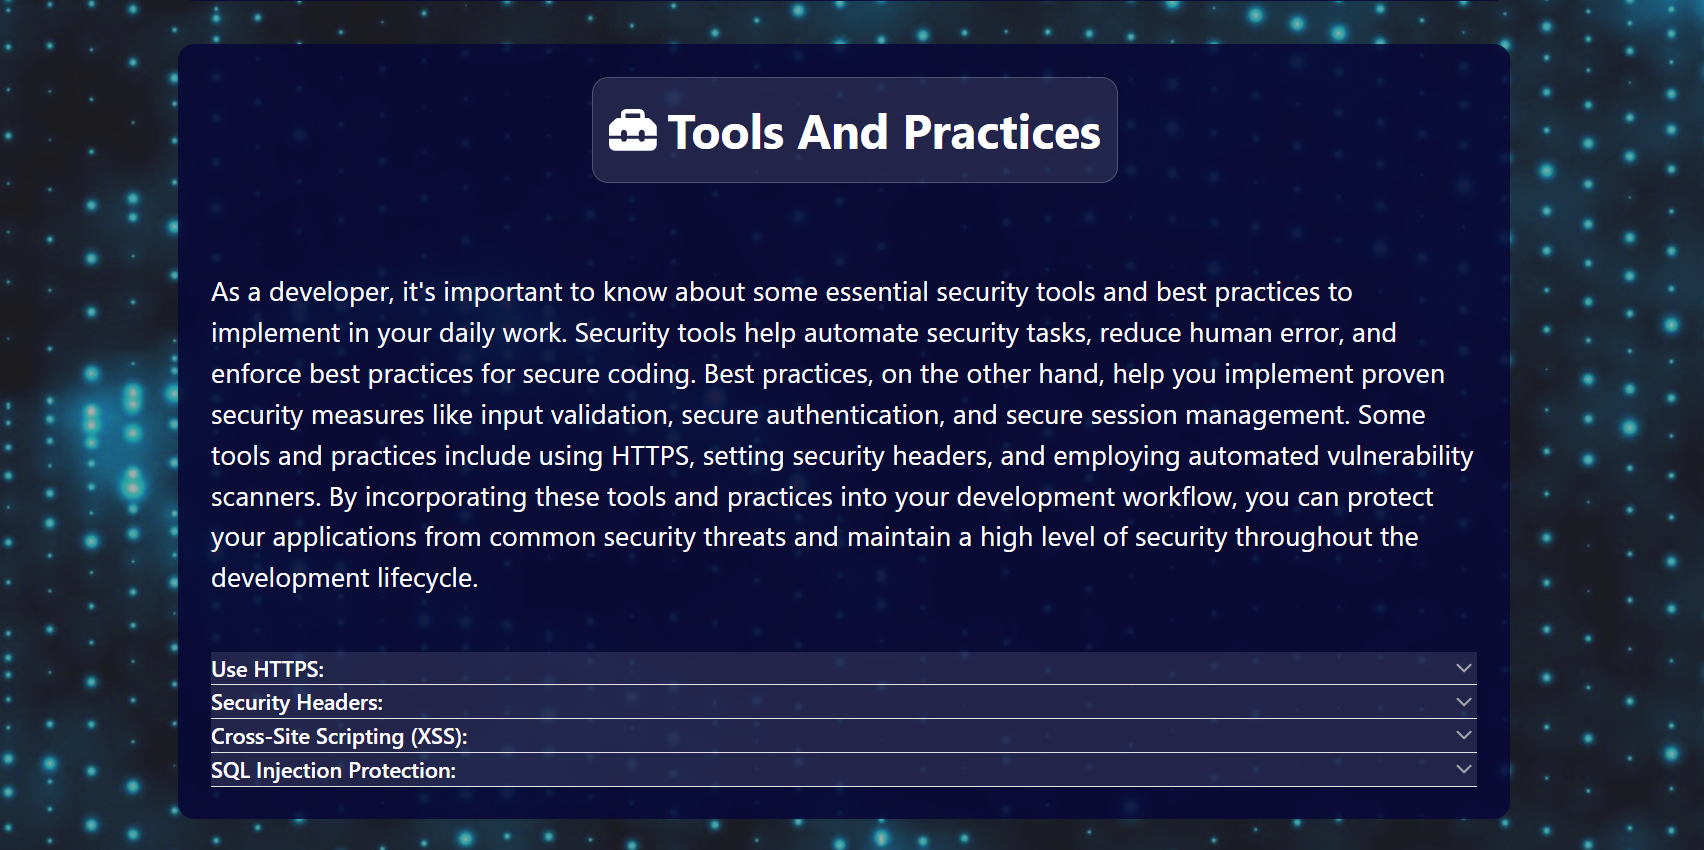 Tools And Practices
As a developer, it's important to know about some essential security tools and best practices to
implement in your daily work. Security tools help automate security tasks, reduce human error, and
enforce best practices for secure coding. Best practices, on the other hand, help you implement proven
security measures like input validation, secure authentication, and secure session management. Some
tools and practices include using HTTPS, setting security headers, and employing automated vulnerability
scanners. By incorporating these tools and practices into your development workflow, you can protect
your applications from common security threats and maintain a high level of security throughout the
development lifecycle.
Use HTTPS:
Security Headers:
Cross-Site Scripting (XSS):
SQL Injection Protection: